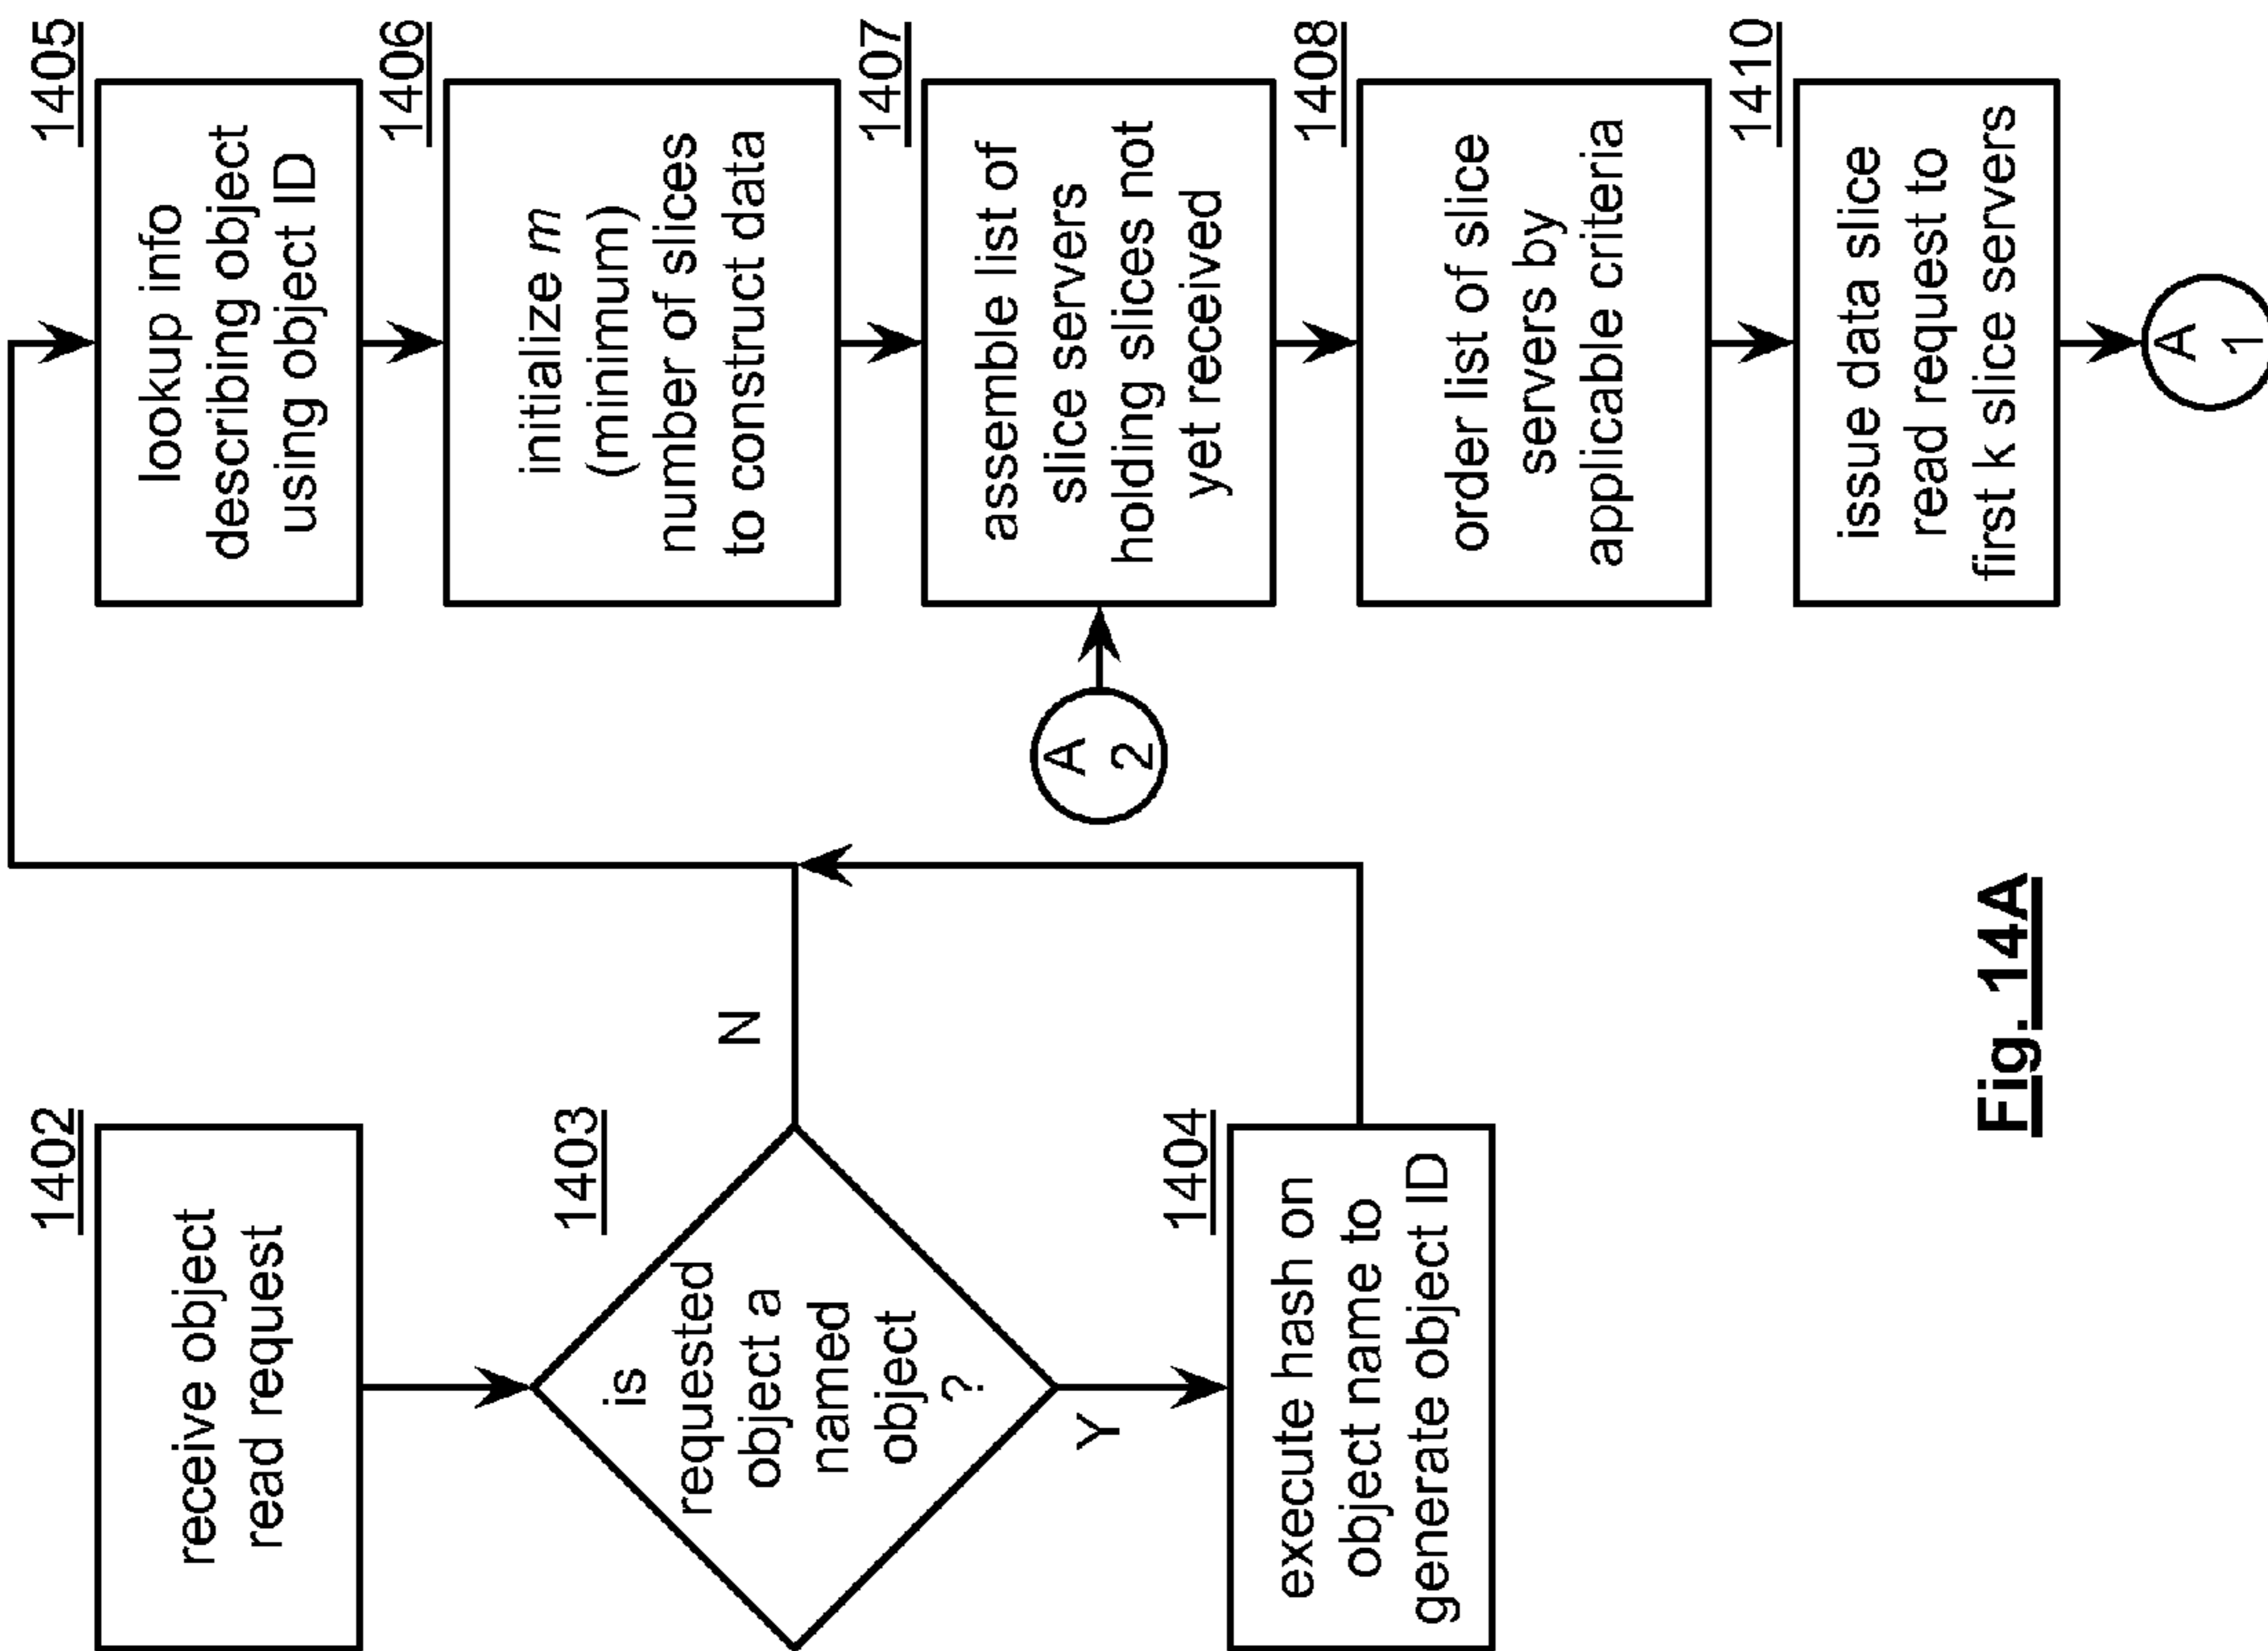 1402
receive object
read request
1403
is
requested
object a
named
object
?
N
Y
1404
execute hash on
object name to
generate object ID
1405
lookup info
describing object
using object ID
1406
initialize m
(minimum)
number of slices
to construct data
1407
assemble list of
slice servers
holding slices not
yet received
A
2
1408
order list of slice
servers by
applicable criteria
1410
issue data slice
read request to
first k slice servers
A
1
Fig. 14A